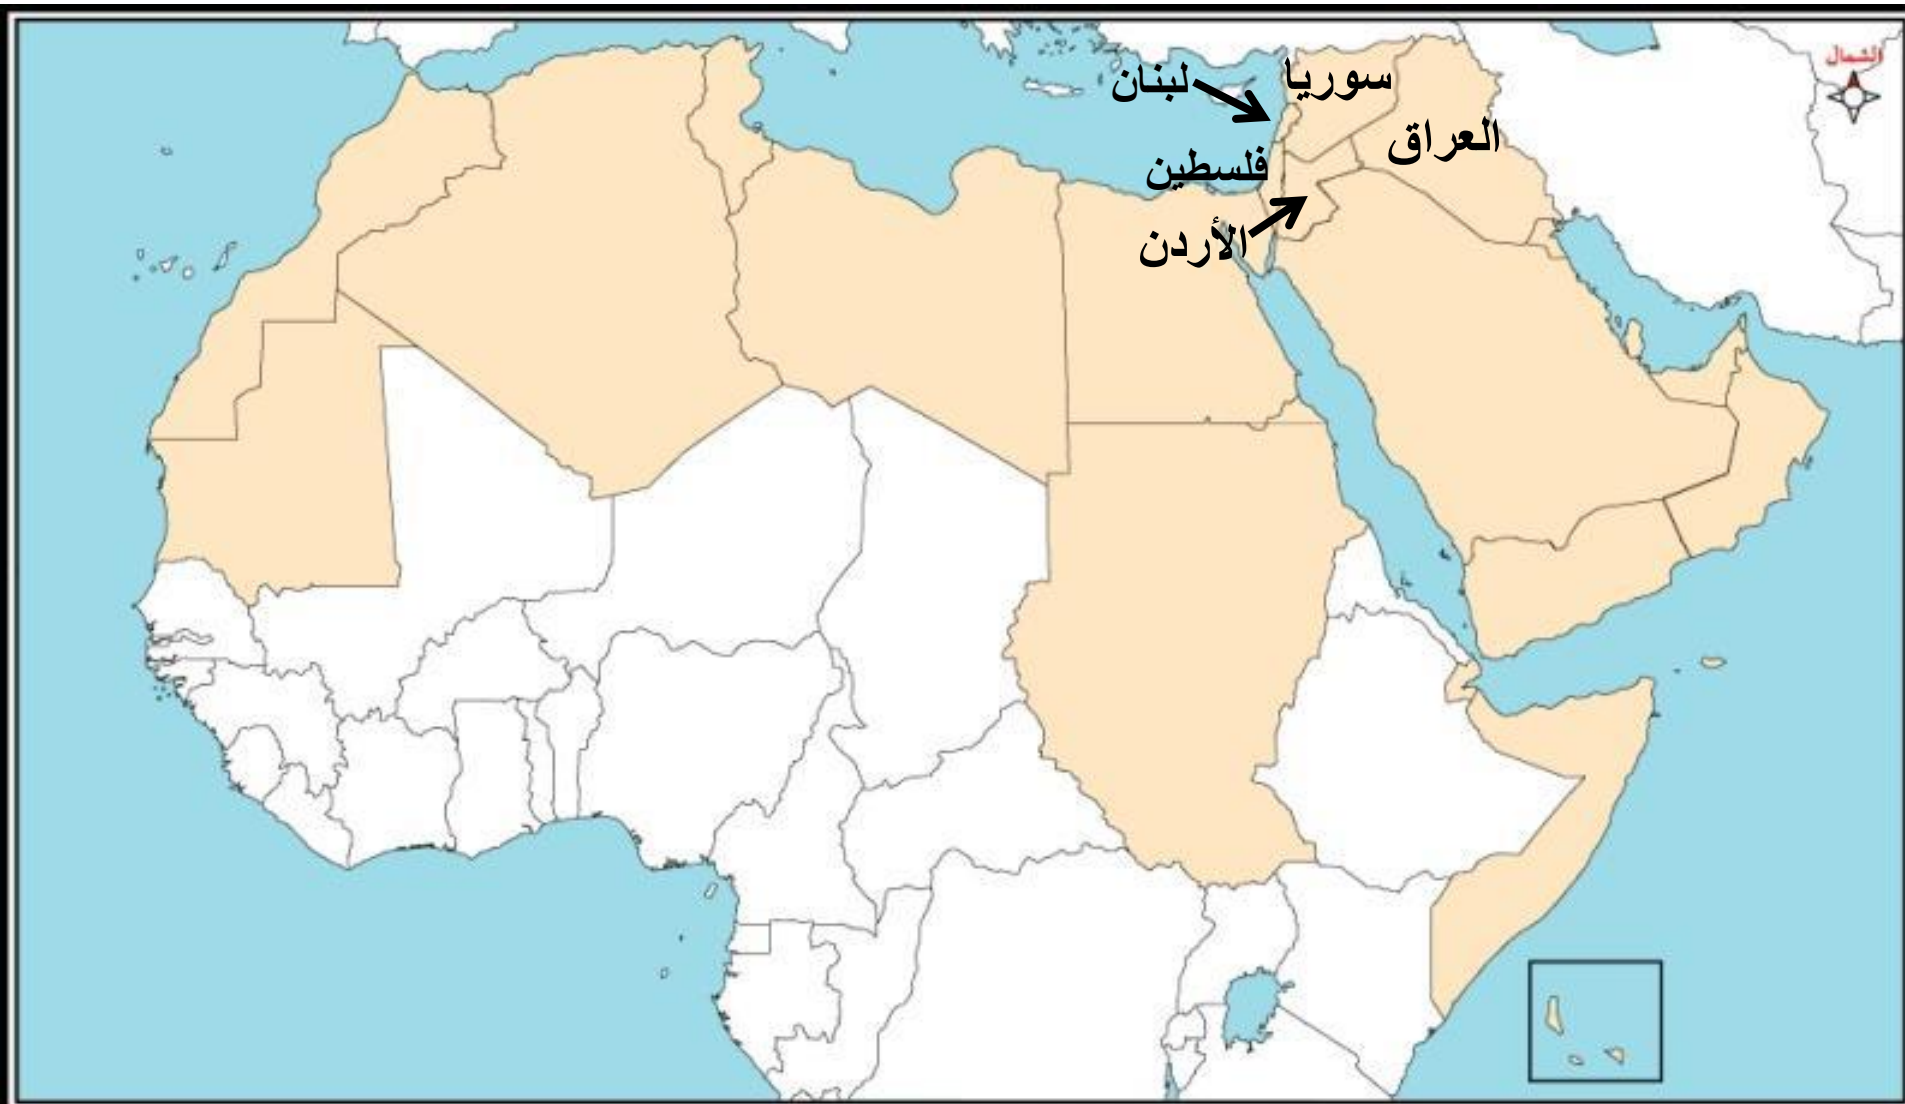 الشمال
سوريا
لبنان
العراق
فلسطين
الأردن